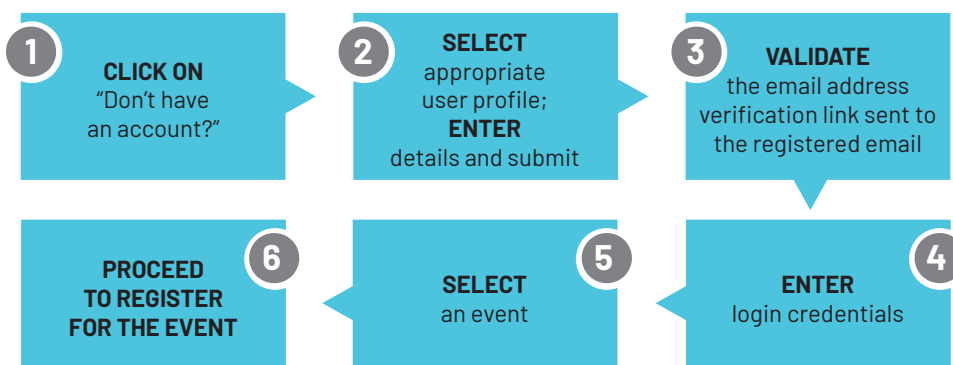 1
CLICK ON
“Don’t have
an account?”
2
SELECT
appropriate
user profile;
ENTER
details and submit
3
VALIDATE
the email address
verification link sent to
the registered email
4
ENTER
login credentials
5
SELECT
an event
6
PROCEED
TO REGISTER
FOR THE EVENT